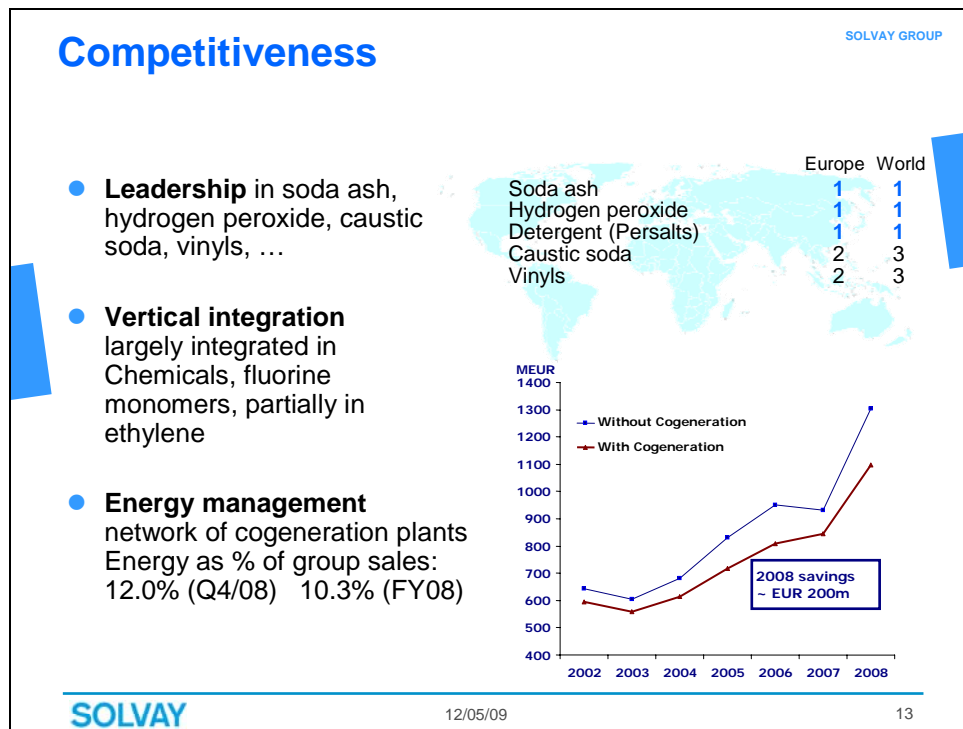 Competitiveness
SOLVAY GROUP
● Leadership in soda ash,
hydrogen peroxide, caustic
soda, vinyls, …
● Vertical integration
largely integrated in
Chemicals, fluorine
monomers, partially in
ethylene
● Energy management
network of cogeneration plants
Energy as % of group sales:
12.0% (Q4/08) 10.3% (FY08)
Europe World
Soda ash 1 1
Hydrogen peroxide 1 1
Detergent (Persalts) 1 1
Caustic soda 2 3
Vinyls 2 3
MEUR
1400
1300
1200
1100
1000
900
800
700
600
500
400
Without Cogeneration
With Cogeneration
2008 savings
~ EUR 200m
2002 2003 2004 2005 2006 2007 2008
SOLVAY
12/05/09
13